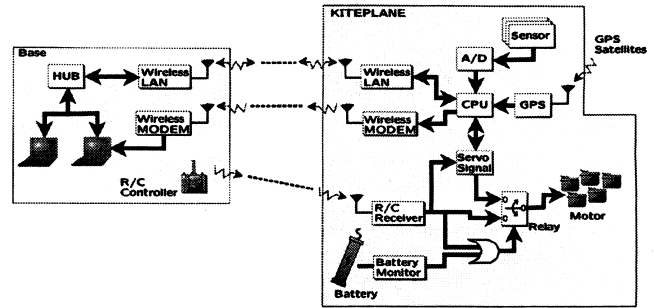 KITEPLANE
Base
HUB
Wireless
LAN
Wireless
MODEM
R/C
Controller
Wireless
LAN
Wireless
MODEM
A/D
Sensor
CPU
GPS
GPS
Satellites
Servo
Signal
R/C
Receiver
Relay
Motor
Battery
Monitor
Battery